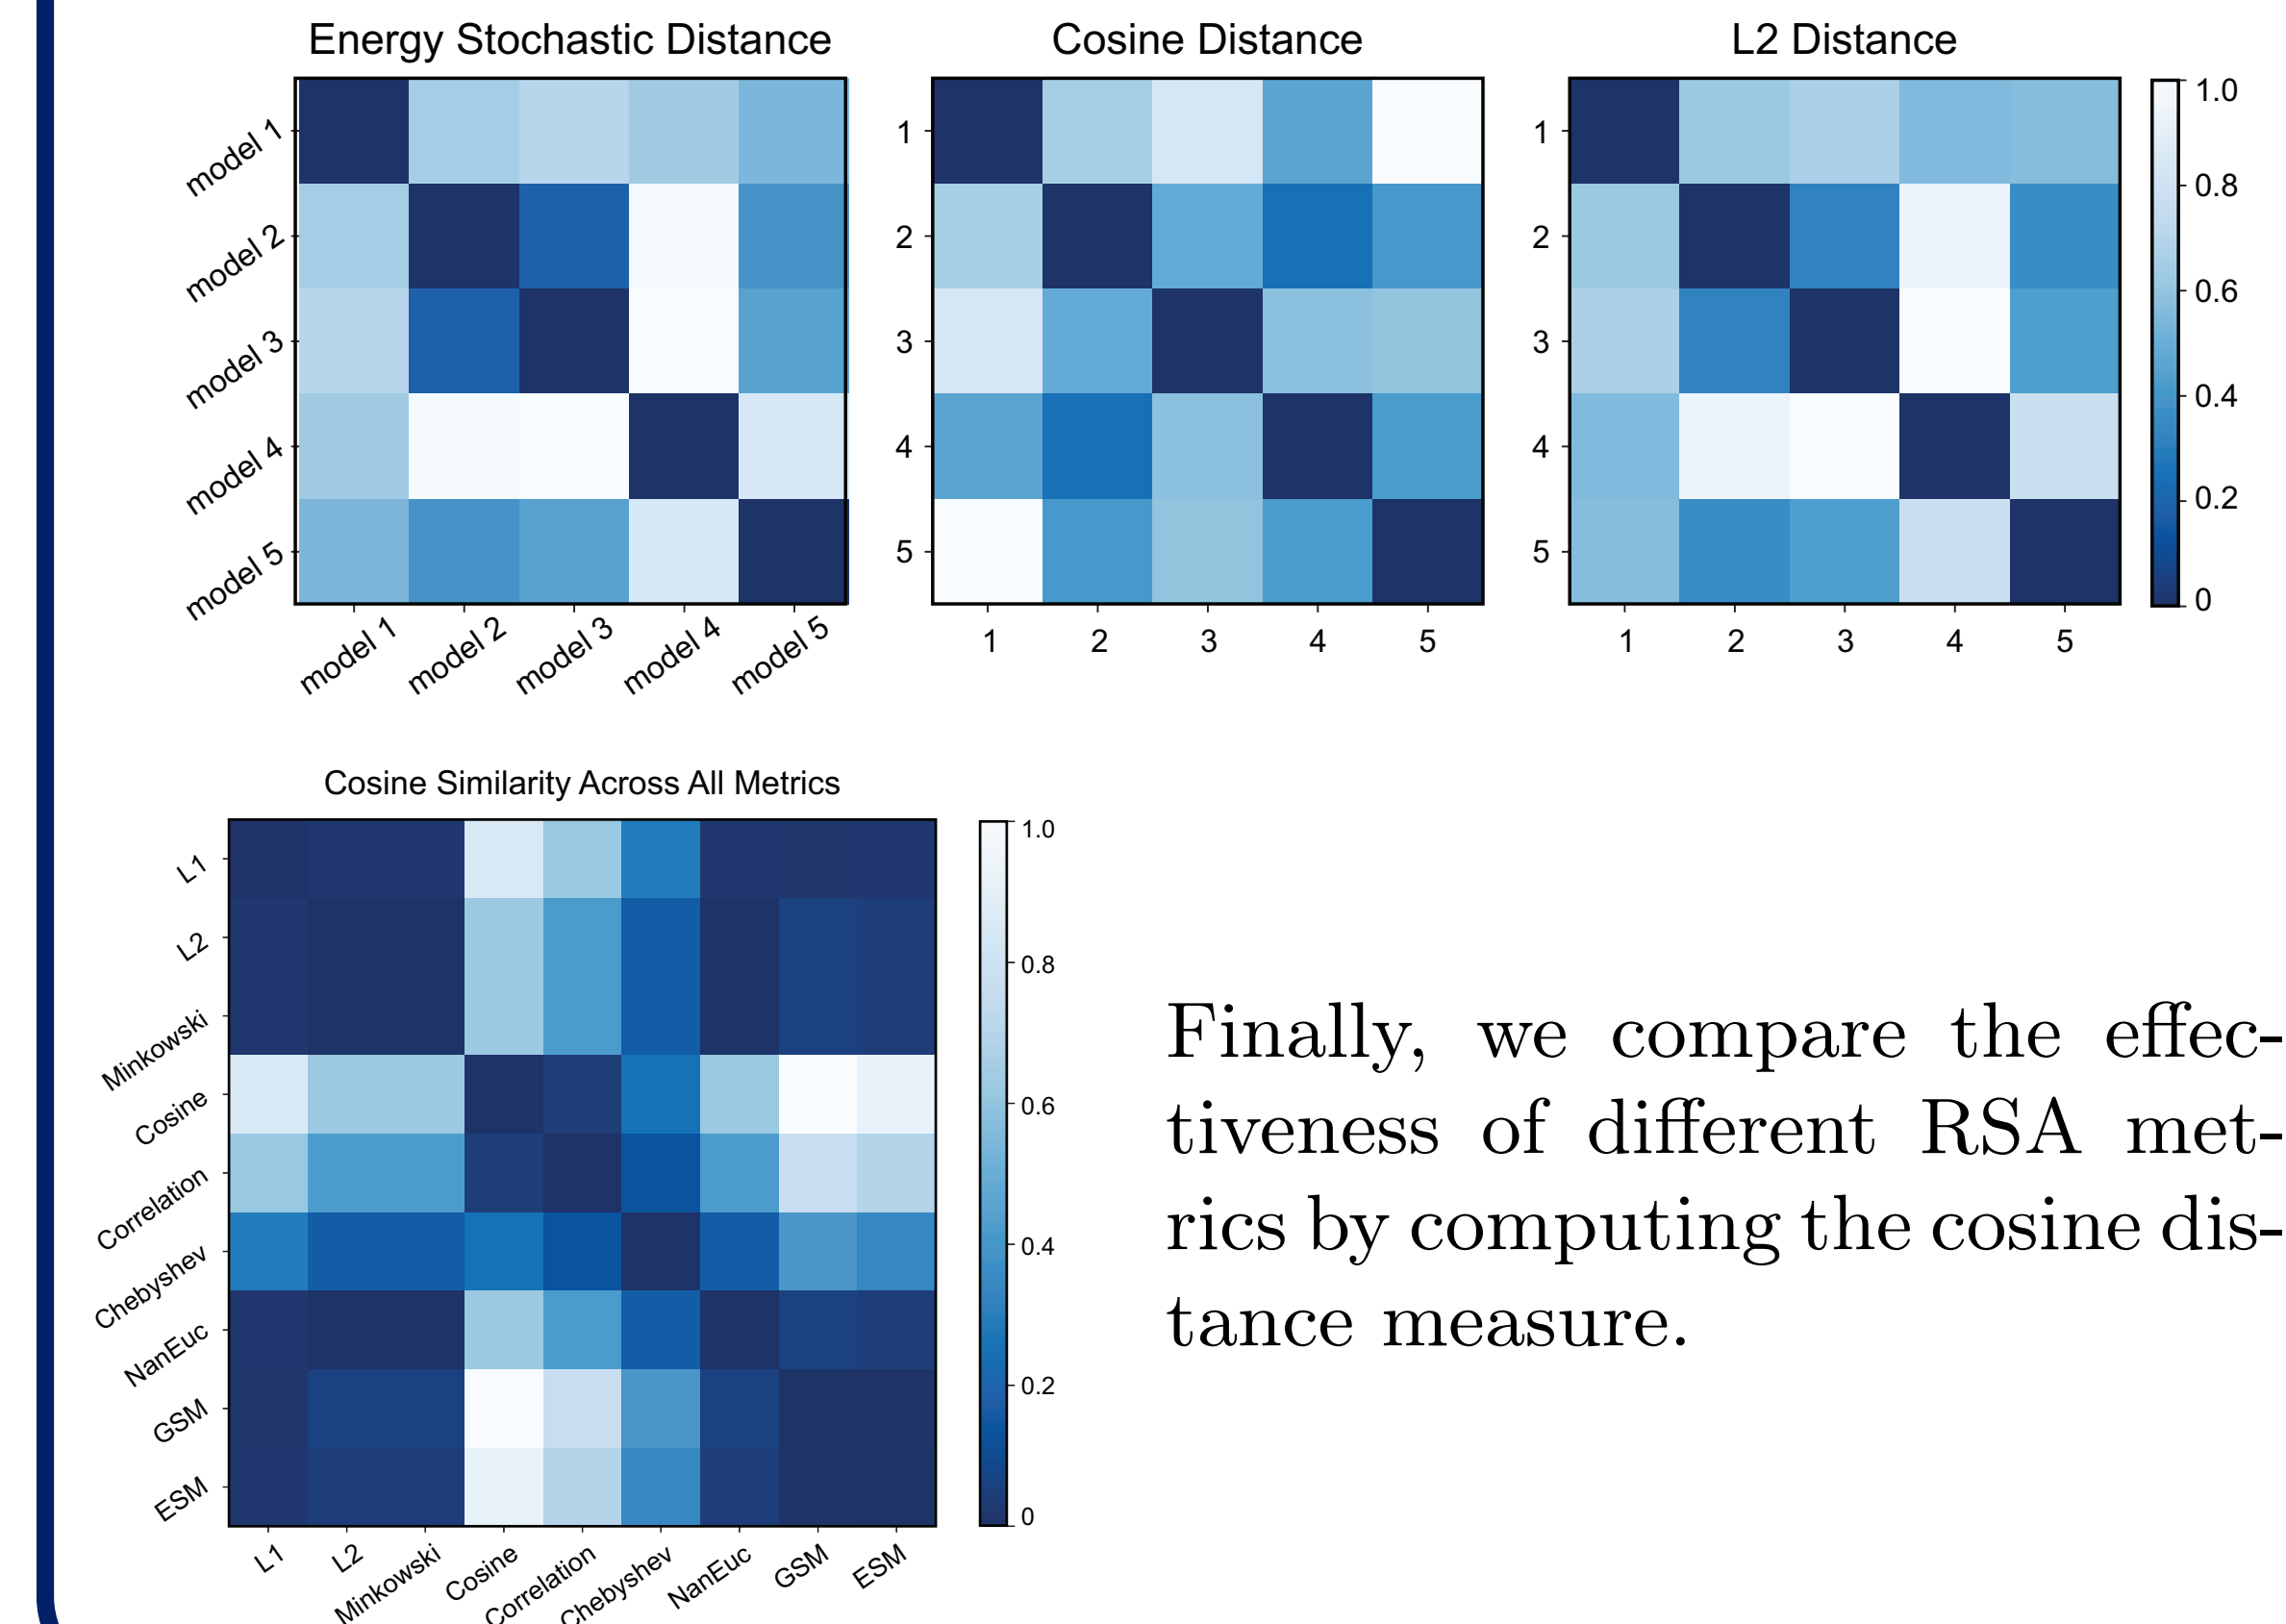 Energy Stochastic Distance
model 1
model 2
model 3
model 4
model 5
model 1 model 2 model 3 model 4 model 5
Cosine Distance
1
2
3
4
5
1 2 3 4 5
L2 Distance
1
2
3
4
5
1 2 3 4 5
1.0
0.8
0.6
0.4
0.2
0
Cosine Similarity Across All Metrics
L1
L2
Minkowski
Cosine
Correlation
Chebyshev
NanEuc
GSM
ESM
L1 L2 Minkowski Cosine Correlation Chebyshev NanEuc GSM ESM
1.0
0.8
0.6
0.4
0.2
0
Finally, we compare the effec-
tiveness of different RSA met-
rics by computing the cosine dis-
tance measure.